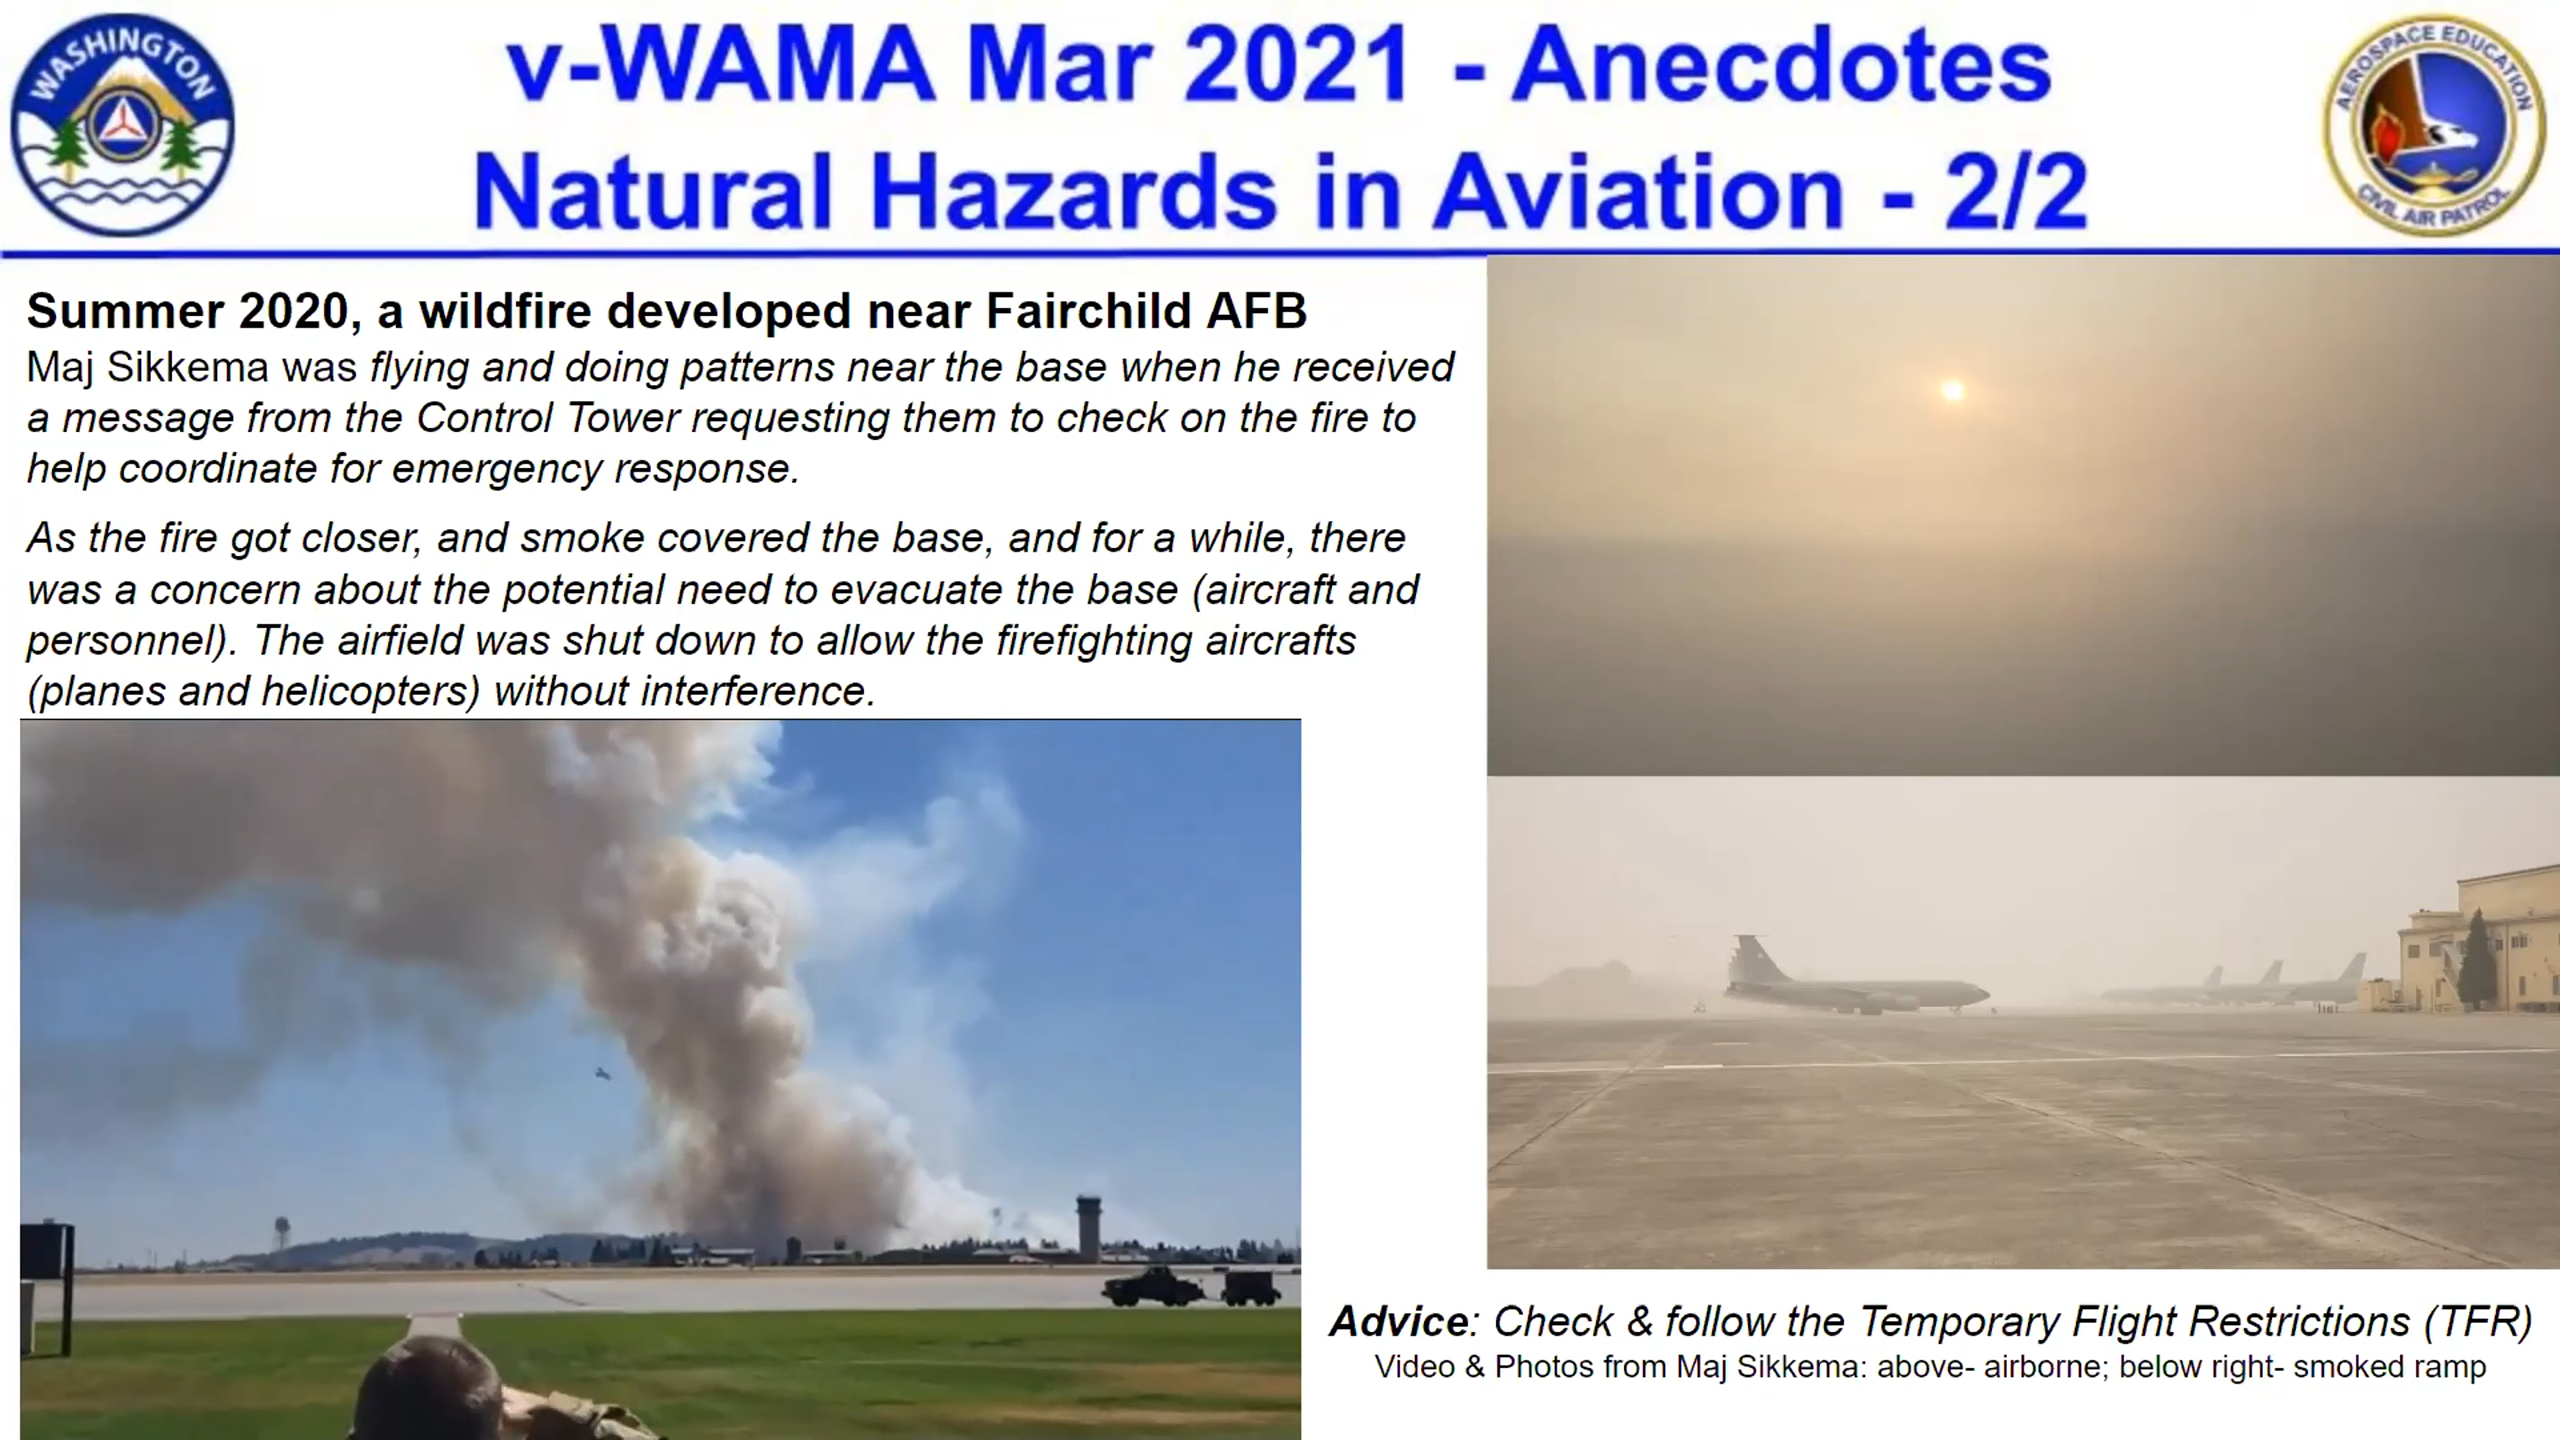 WASHINGTON
v-WAMA Mar 2021 - Anecdotes
Natural Hazards in Aviation - 2/2
AEROSPACE EDUCATION
CIVIL AIR PATROL
Summer 2020, a wildfire developed near Fairchild AFB
Maj Sikkema was flying and doing patterns near the base when he received
a message from the Control Tower requesting them to check on the fire to
help coordinate for emergency response.
As the fire got closer, and smoke covered the base, and for a while, there
was a concern about the potential need to evacuate the base (aircraft and
personnel). The airfield was shut down to allow the firefighting aircrafts
(planes and helicopters) without interference.
Advice: Check & follow the Temporary Flight Restrictions (TFR)
Video & Photos from Maj Sikkema: above- airborne; below right- smoked ramp